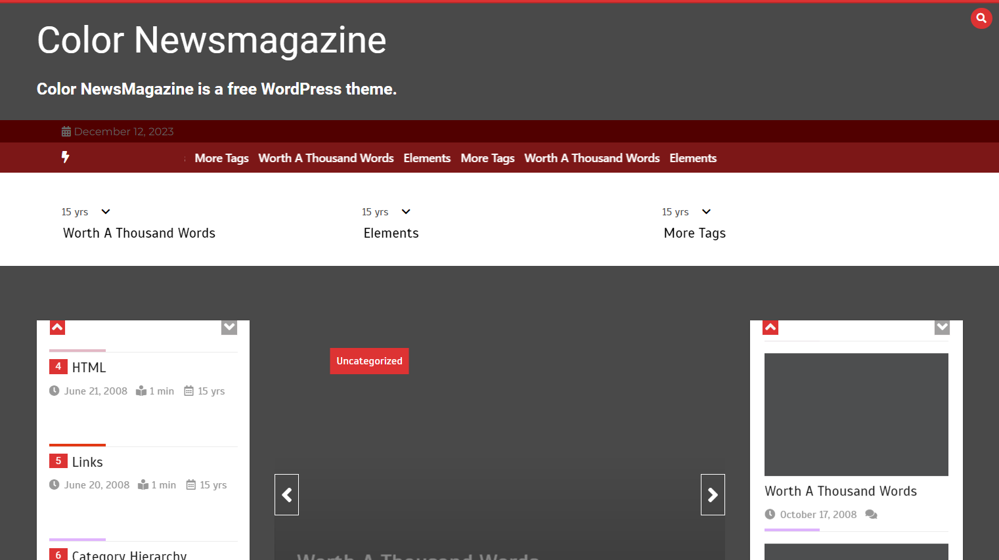 Color Newsmagazine
Color NewsMagazine is a free WordPress theme.
December 12, 2023
More Tags Worth A Thousand Words Elements More Tags Worth A Thousand Words Elements
15 yrs 15 yrs 15 yrs
Worth A Thousand Words Elements More Tags
4 HTML
June 21, 2008 1 min 15 yrs
5 Links
June 20, 2008 1 min 15 yrs
6 Category Hierarchy
Uncategorized
Worth A Thousand Words
Worth A Thousand Words
October 17, 2008